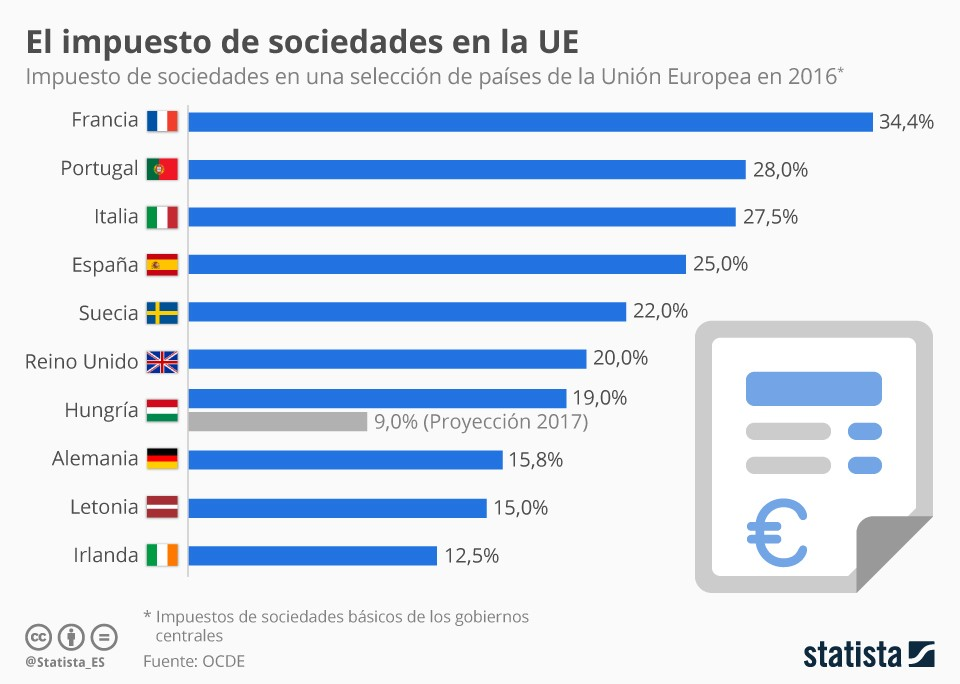 El impuesto de sociedades en la UE
Impuesto de sociedades en una selección de países de la Unión Europea en 2016*
Francia 34,4%
Portugal 28,0%
Italia 27,5%
España 25,0%
Suecia 22,0%
Reino Unido 20,0%
Hungría 19,0%
9,0% (Proyección 2017)
Alemania 15,8%
Letonia 15,0%
Irlanda 12,5%
€
* Impuestos de sociedades básicos de los gobiernos
centrales
cc
@Statista_ES
Fuente: OCDE
statista